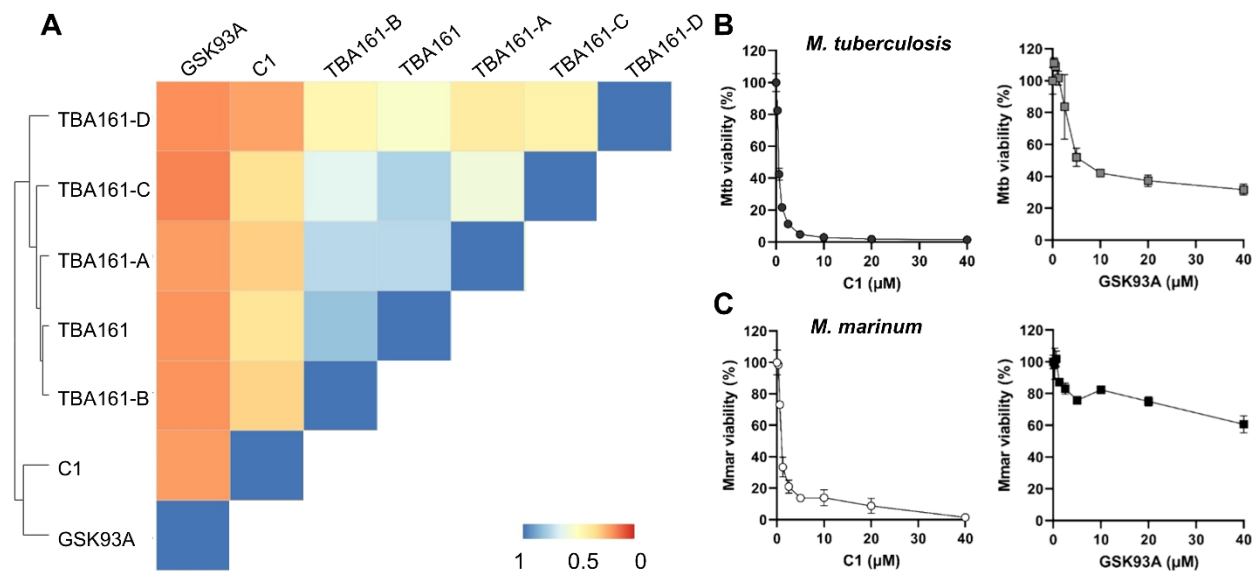 A
GSK93A
C1
TBA161-B
TBA161
TBA161-A
TBA161-C
TBA161-D
TBA161-D
TBA161-C
TBA161-A
TBA161
TBA161-B
C1
GSK93A
1 0.5 0
B
M. tuberculosis
Mtb viability (%)
120
100
80
60
40
20
0
0 10 20 30 40
C1 (µM)
Mtb viability (%)
120
100
80
60
40
20
0
0 10 20 30 40
GSK93A (µM)
C
M. marinum
Mmar viability (%)
120
100
80
60
40
20
0
0 10 20 30 40
C1 (µM)
Mmar viability (%)
120
100
80
60
40
20
0
0 10 20 30 40
GSK93A (µM)